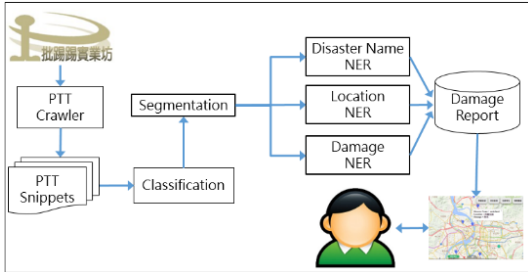 批踢踢實業坊
PTT
Crawler
PTT
Snippets
Classification
Segmentation
Disaster Name
NER
Location
NER
Damage
NER
Damage
Report